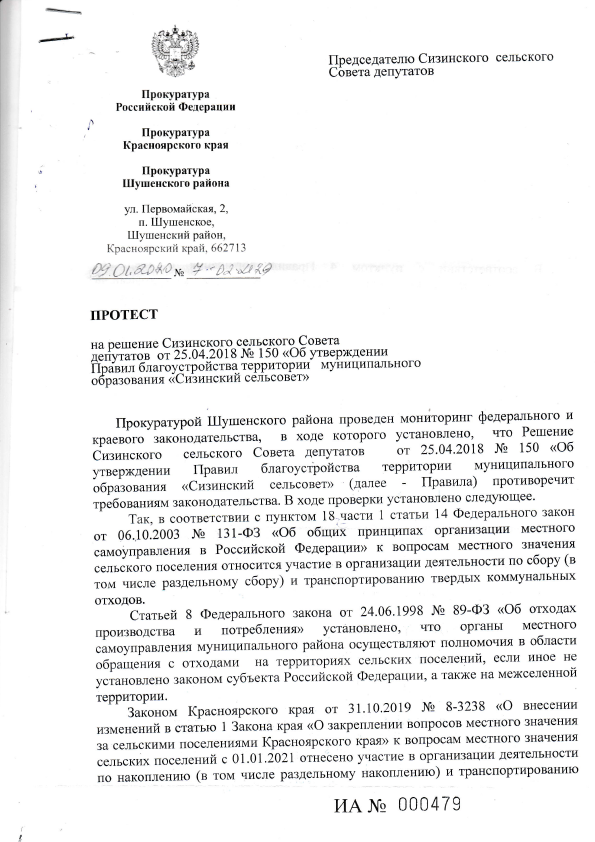 Председателю Сизинского сельского
Совета депутатов
Прокуратура
Российской Федерации
Прокуратура
Красноярского края
Прокуратура
Шушенского района
ул. Первомайская, 2,
п. Шушенское,
Шушенский район,
Красноярский край, 662713
09.01.2020 № 7-02-2020
ПРОТЕСТ
на решение Сизинского сельского Совета
депутатов от 25.04.2018 № 150 «Об утверждении
Правил благоустройства территории муниципального
образования «Сизинский сельсовет»
Прокуратурой Шушенского района проведен мониторинг федерального и
краевого законодательства, в ходе которого установлено, что Решение
Сизинского сельского Совета депутатов от 25.04.2018 № 150 «Об
утверждении Правил благоустройства территории муниципального
образования «Сизинский сельсовет» (далее - Правила) противоречит
требованиям законодательства. В ходе проверки установлено следующее.
Так, в соответствии с пунктом 18 части 1 статьи 14 Федерального закон
от 06.10.2003 № 131-ФЗ «Об общих принципах организации местного
самоуправления в Российской Федерации» к вопросам местного значения
сельского поселения относится участие в организации деятельности по сбору (в
том числе раздельному сбору) и транспортированию твердых коммунальных
отходов.
Статьей 8 Федерального закона от 24.06.1998 № 89-ФЗ «Об отходах
производства и потребления» установлено, что органы местного
самоуправления муниципального района осуществляют полномочия в области
обращения с отходами на территориях сельских поселений, если иное не
установлено законом субъекта Российской Федерации, а также на межселенной
территории.
Законом Красноярского края от 31.10.2019 № 8-3238 «О внесении
изменений в статью 1 Закона края «О закреплении вопросов местного значения
за сельскими поселениями Красноярского края» к вопросам местного значения
сельских поселений с 01.01.2021 отнесено участие в организации деятельности
по накоплению (в том числе раздельному накоплению) и транспортированию
ИА № 000479